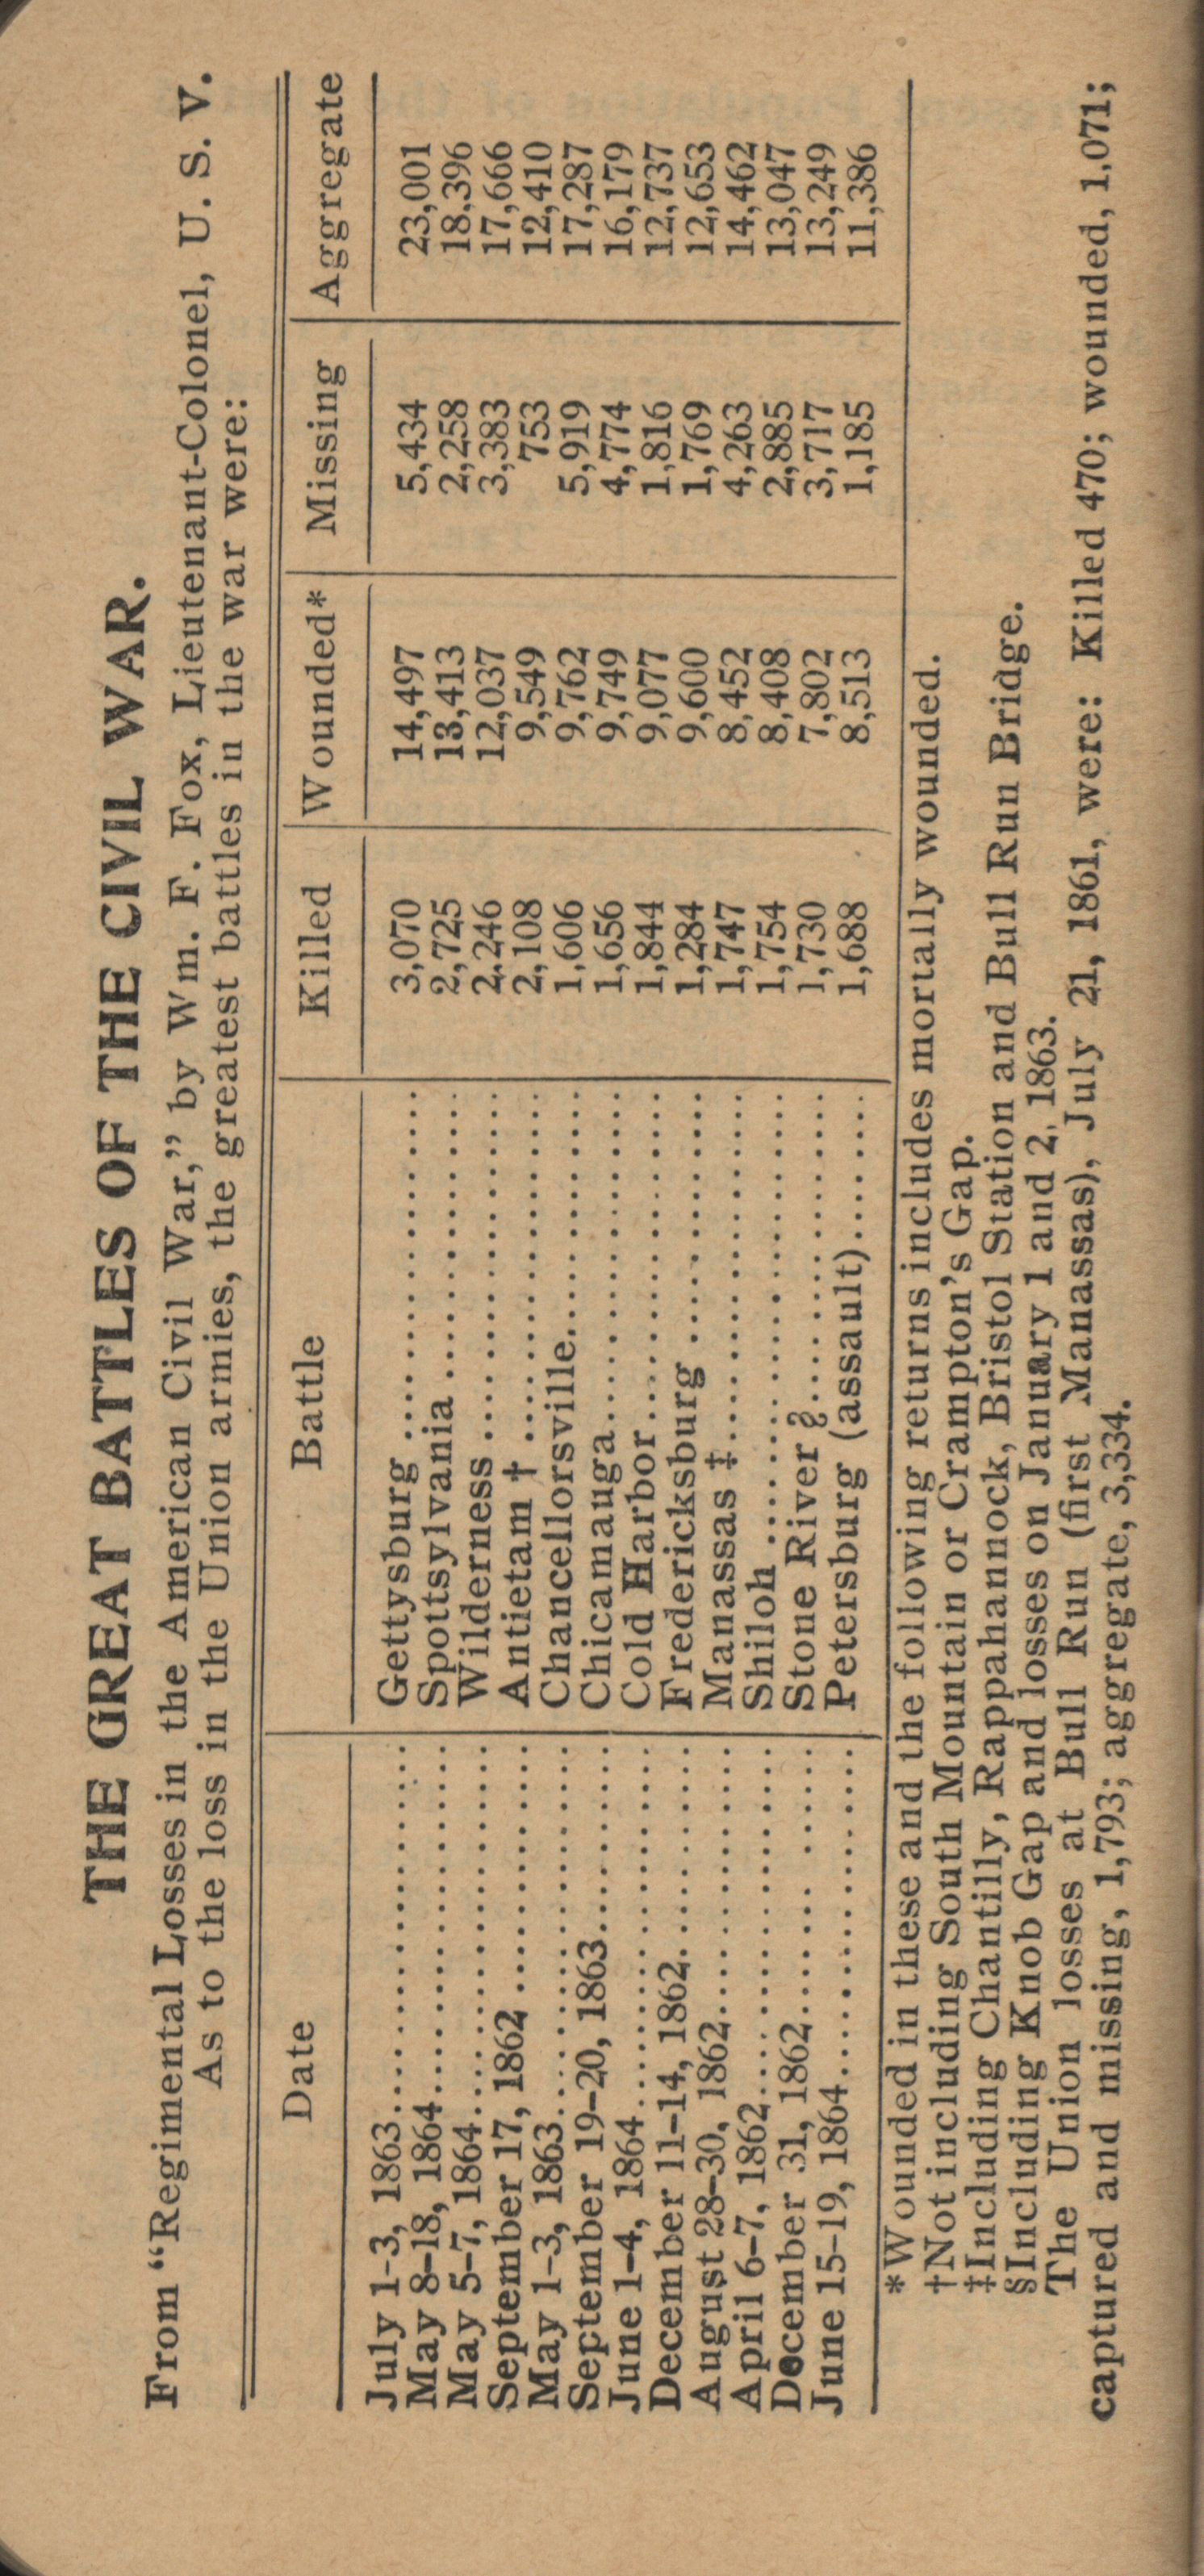 THE GREAT BATTLES OF THE CIVIL WAR.
From “Regimental Losses in the American Civil War,” by Wm. F. Fox, Lieutenant-Colonel, U. S. V.
As to the loss in the Union armies, the greatest battles in the war were:
Date Battle Killed Wounded* Missing Aggregate
July 1–3, 1863 Gettysburg 3,070 14,497 5,434 23,001
May 8–18, 1864 Spottsylvania 2,725 13,413 2,258 18,396
May 5–7, 1864 Wilderness 2,246 12,037 3,383 17,666
September 17, 1862 Antietam † 2,108 9,549 753 12,410
May 1–3, 1863 Chancellorsville 1,606 9,762 5,919 17,287
September 19–20, 1863 Chicamauga 1,656 9,749 4,774 16,179
June 1–4, 1864 Cold Harbor 1,844 9,077 1,816 12,737
December 11–14, 1862 Fredericksburg 1,284 9,600 1,769 12,653
August 28–30, 1862 Manassas ‡ 1,747 8,452 4,263 14,462
April 6–7, 1862 Shiloh 1,754 8,408 2,885 13,047
December 31, 1862 Stone River § 1,730 7,802 3,717 13,249
June 15–19, 1864 Petersburg (assault) 1,688 8,513 1,185 11,386
*Wounded in these and the following returns includes mortally wounded.
†Not including South Mountain or Crampton's Gap.
‡Including Chantilly, Rappahannock, Bristol Station and Bull Run Bridge.
§Including Knob Gap and losses on January 1 and 2, 1863.
The Union losses at Bull Run (first Manassas), July 21, 1861, were: Killed 470; wounded, 1,071;
captured and missing, 1,793; aggregate, 3,334.